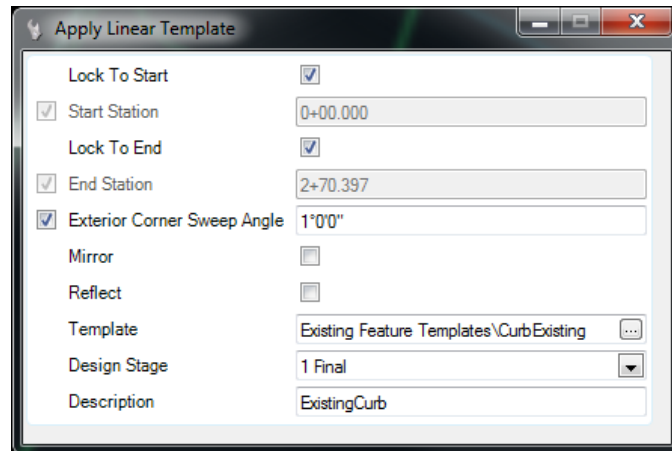 Apply Linear Template
Lock To Start
Start Station 0+00.000
Lock To End
End Station 2+70.397
Exterior Corner Sweep Angle 1°0'0"
Mirror
Reflect
Template Existing Feature Templates\CurbExisting ...
Design Stage 1 Final
Description ExistingCurb